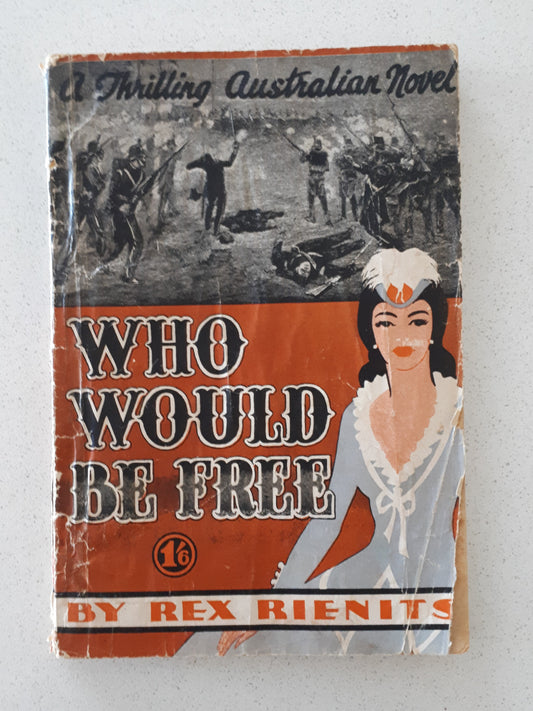 A Thrilling Australian Novel
WHO
WOULD
BE FREE
1/6
BY REX RIENITS